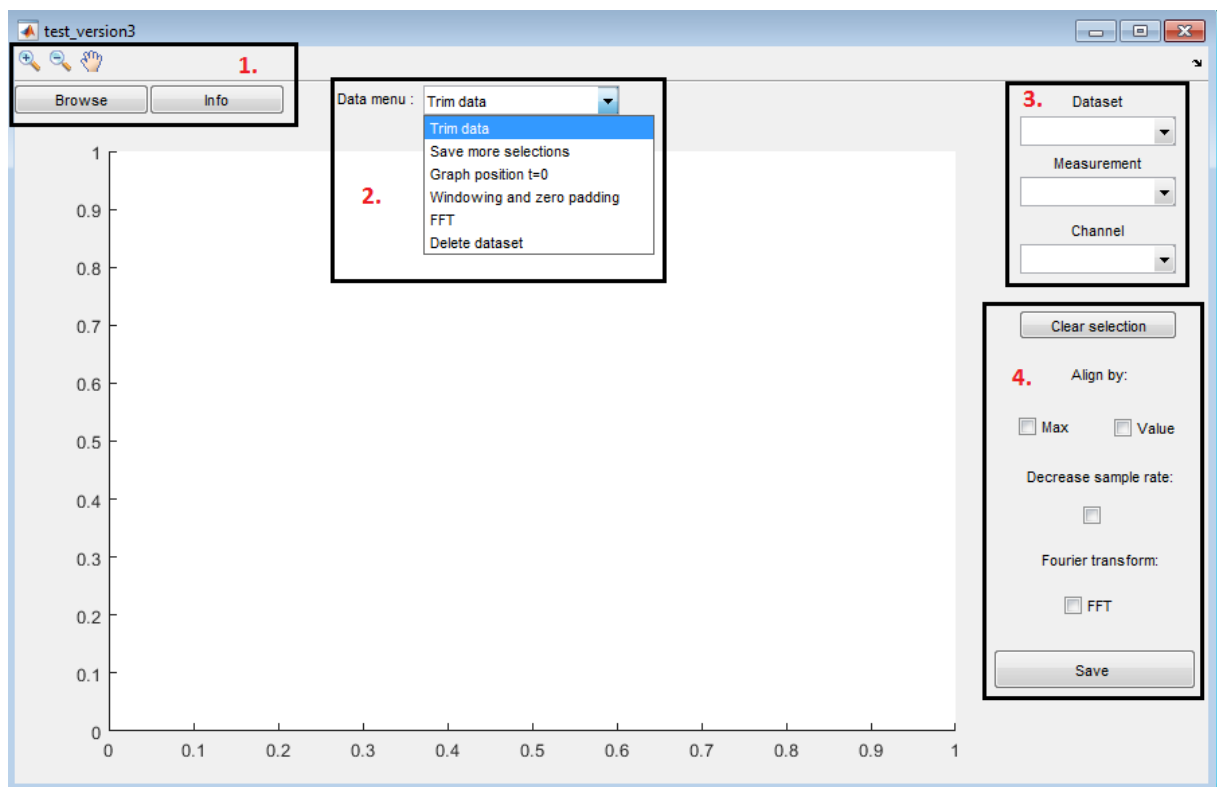 test_version3
1.
Browse
Info
Data menu :
Trim data
Trim data
Save more selections
Graph position t=0
Windowing and zero padding
FFT
Delete dataset
2.
3.
Dataset
Measurement
Channel
Clear selection
4.
Align by:
Max
Value
Decrease sample rate:
Fourier transform:
FFT
Save
1
0.9
0.8
0.7
0.6
0.5
0.4
0.3
0.2
0.1
0
0 0.1 0.2 0.3 0.4 0.5 0.6 0.7 0.8 0.9 1